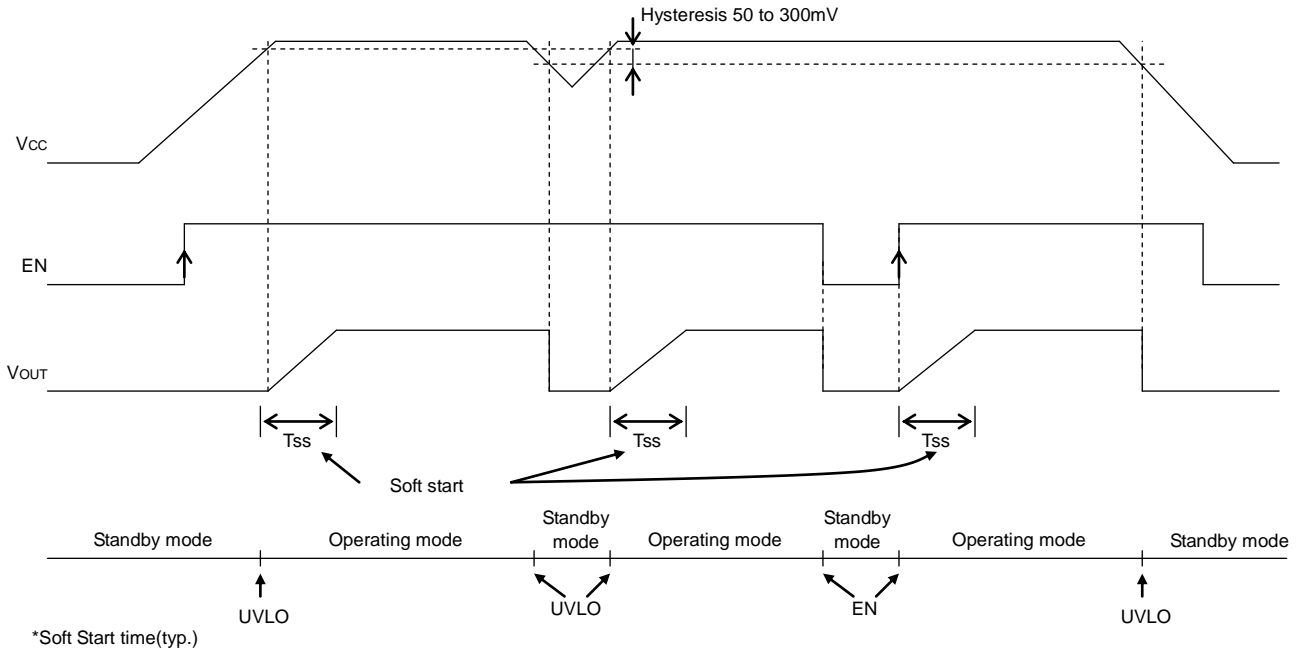 Hysteresis 50 to 300mV
VCC
EN
VOUT
Tss
Tss
Tss
Soft start
Standby mode
Operating mode
Standby
mode
Operating mode
Standby
mode
Operating mode
Standby mode
UVLO
UVLO
EN
UVLO
*Soft Start time(typ.)